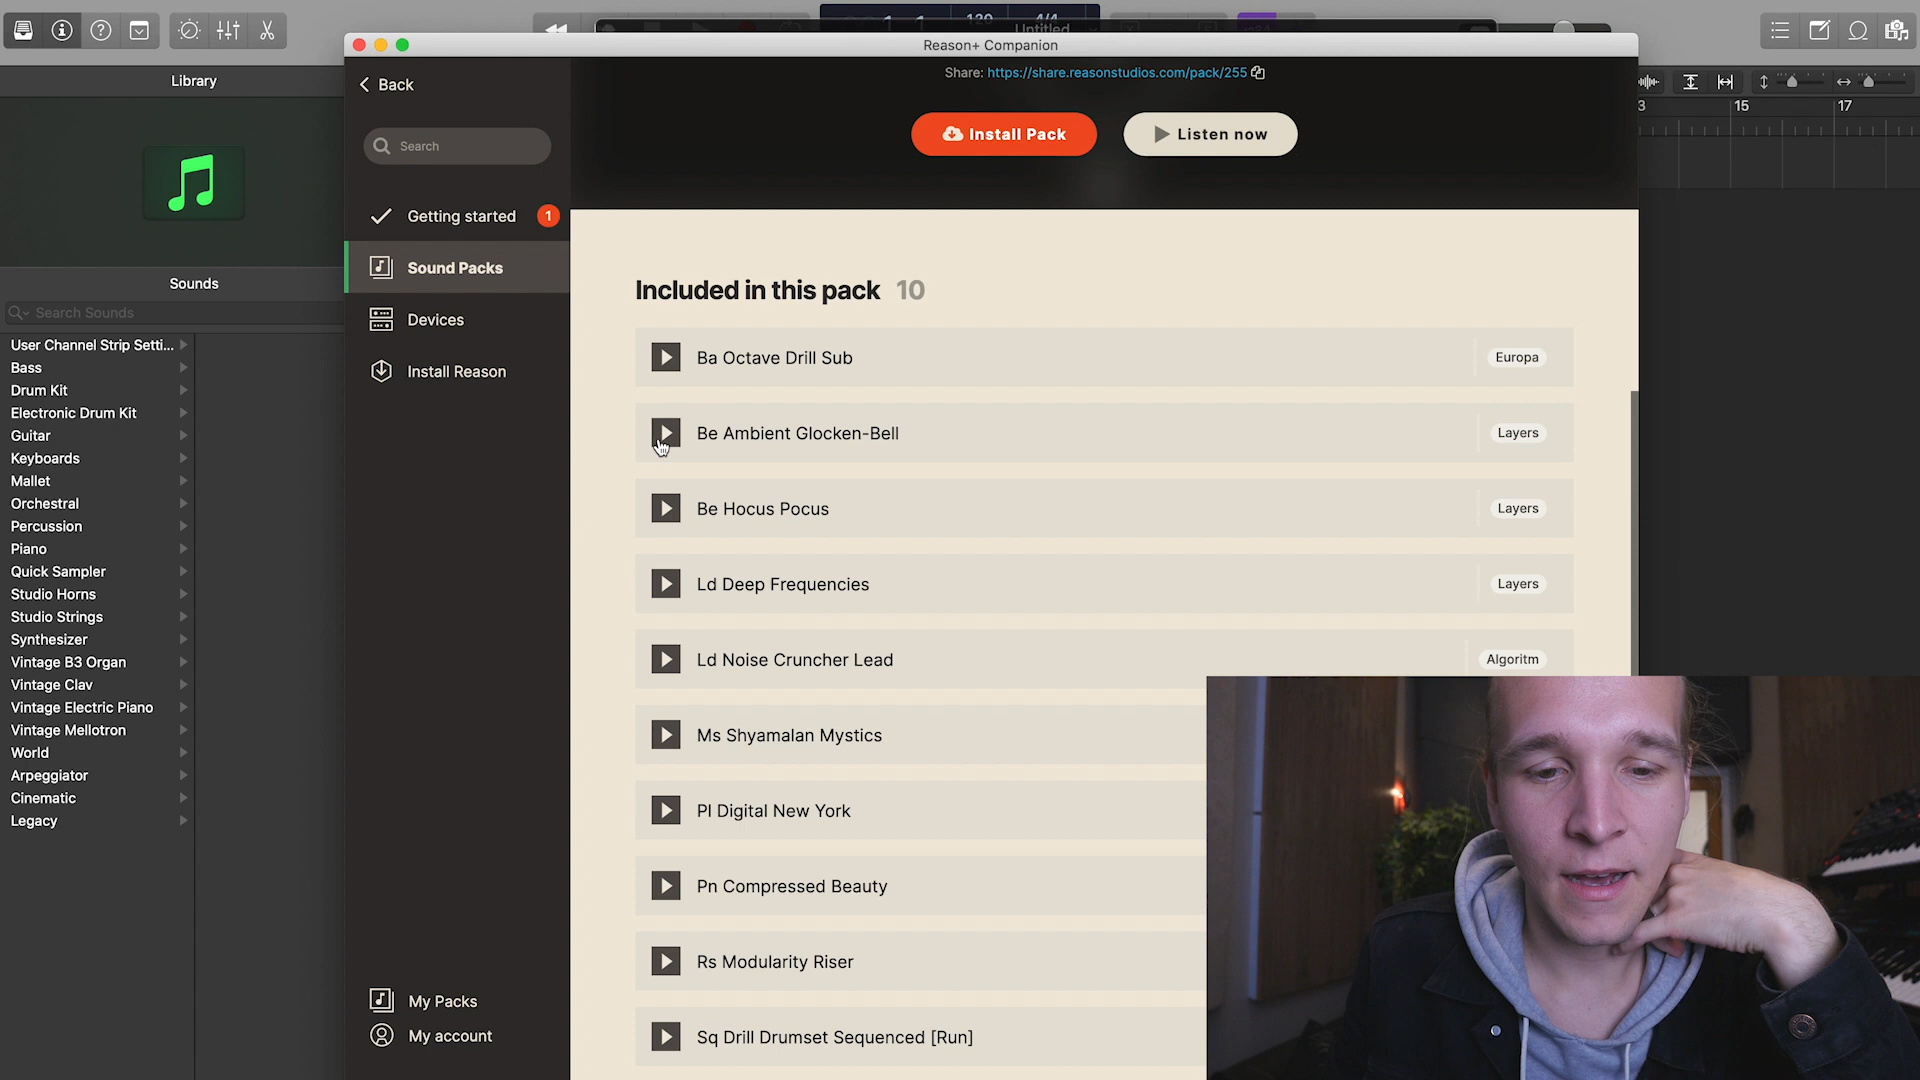 Untitled
Reason+ Companion
Library
Back
Share: https://share.reasonstudios.com/pack/255
Search
Install Pack
Listen now
15
17
Getting started 1
Sound Packs
Devices
Install Reason
Sounds
Search Sounds
User Channel Strip Setti...
Bass
Drum Kit
Electronic Drum Kit
Guitar
Keyboards
Mallet
Orchestral
Percussion
Piano
Quick Sampler
Studio Horns
Studio Strings
Synthesizer
Vintage B3 Organ
Vintage Clav
Vintage Electric Piano
Vintage Mellotron
World
Arpeggiator
Cinematic
Legacy
Included in this pack 10
Ba Octave Drill Sub Europa
Be Ambient Glocken-Bell Layers
Be Hocus Pocus Layers
Ld Deep Frequencies Layers
Ld Noise Cruncher Lead Algoritm
Ms Shyamalan Mystics
Pl Digital New York
Pn Compressed Beauty
Rs Modularity Riser
Sq Drill Drumset Sequenced [Run]
My Packs
My account